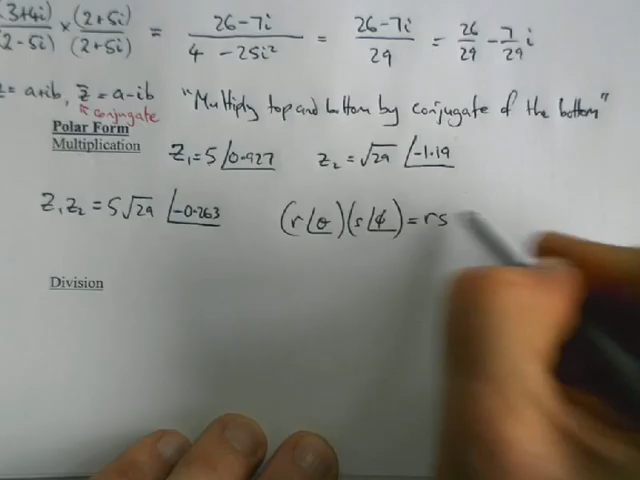 (3+4i)/(2-5i) × (2+5i)/(2+5i) = 26-7i/4-25i² = 26-7i/29 = 26/29 - 7/29 i
z = a+ib, z̄ = a-ib "Multiply top and bottom by conjugate of the bottom"
↖ conjugate
Polar Form
Multiplication z₁ = 5∠0.927 z₂ = √29 ∠-1.19
z₁z₂ = 5√29 ∠-0.263 (r∠θ)(s∠φ) = rs
Division